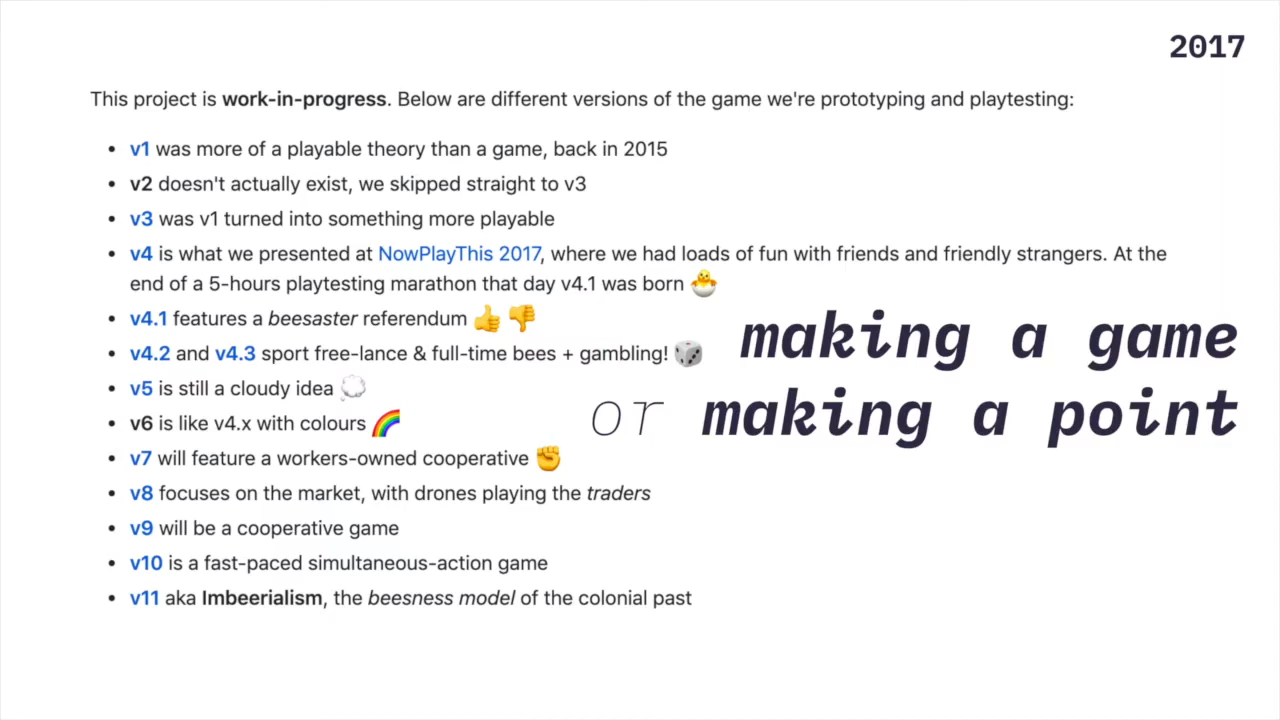 2017
This project is work-in-progress. Below are different versions of the game we're prototyping and playtesting:
• v1 was more of a playable theory than a game, back in 2015
• v2 doesn't actually exist, we skipped straight to v3
• v3 was v1 turned into something more playable
• v4 is what we presented at NowPlayThis 2017, where we had loads of fun with friends and friendly strangers. At the
end of a 5-hours playtesting marathon that day v4.1 was born 🐣
• v4.1 features a beesaster referendum 👍 👎
• v4.2 and v4.3 sport free-lance & full-time bees + gambling! 🎲
• v5 is still a cloudy idea 💭
• v6 is like v4.x with colours 🌈
• v7 will feature a workers-owned cooperative ✊
• v8 focuses on the market, with drones playing the traders
• v9 will be a cooperative game
• v10 is a fast-paced simultaneous-action game
• v11 aka Imbeerialism, the beesness model of the colonial past
making a game
or making a point